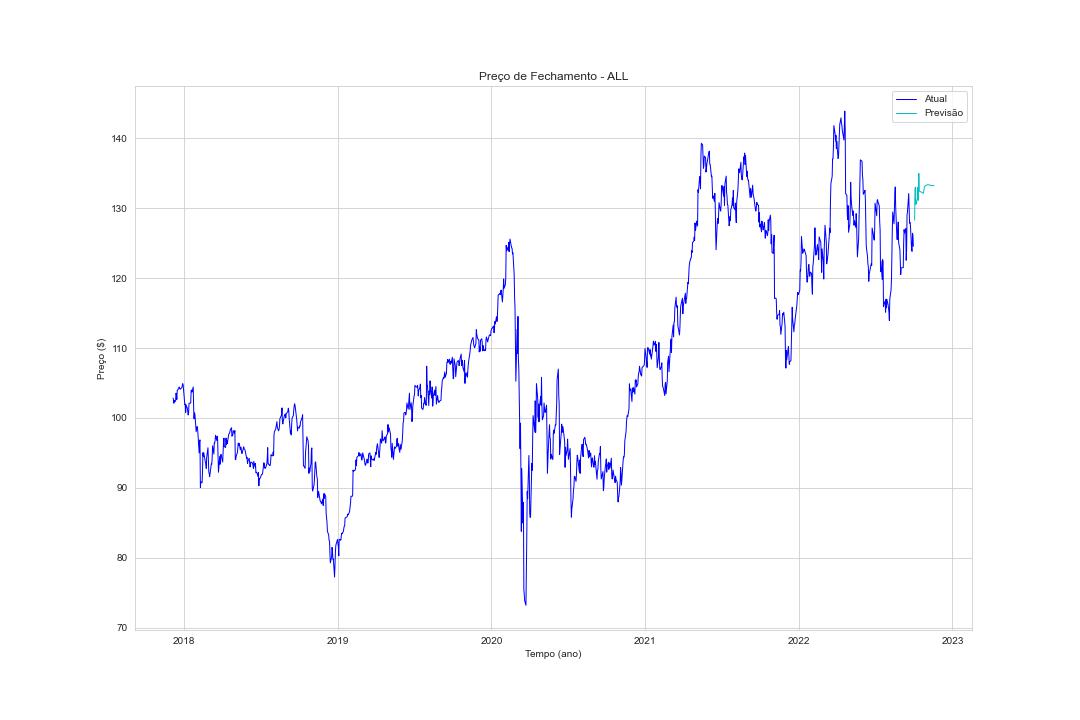 Preço de Fechamento - ALL
Atual
Previsão
140
130
120
110
100
90
80
70
Preço ($)
2018 2019 2020 2021 2022 2023
Tempo (ano)